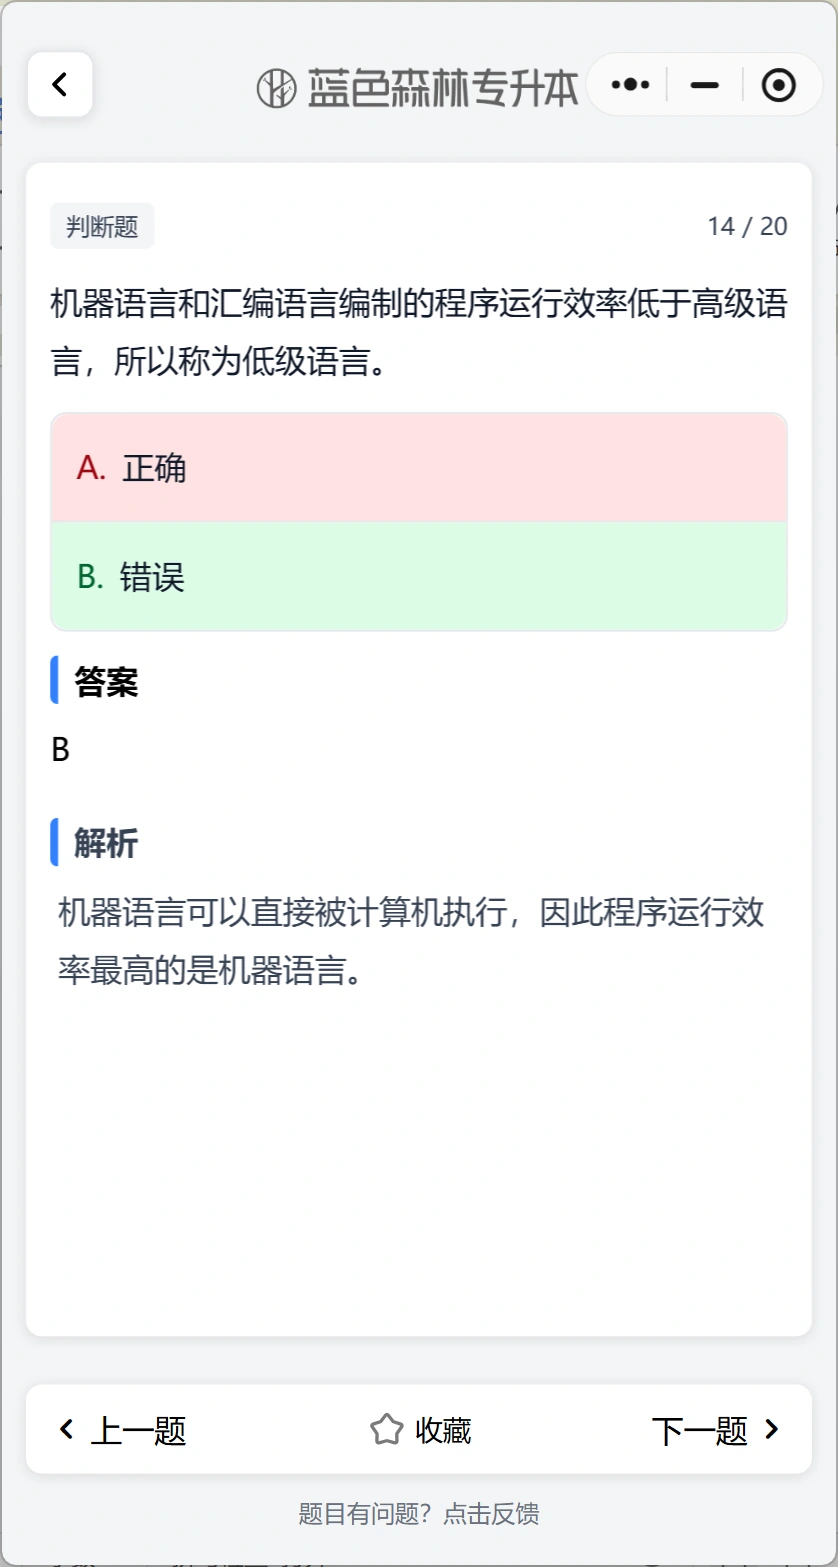 蓝色森林专升本
判断题
14 / 20
机器语言和汇编语言编制的程序运行效率低于高级语
言，所以称为低级语言。
A. 正确
B. 错误
答案
B
解析
机器语言可以直接被计算机执行，因此程序运行效
率最高的是机器语言。
上一题
收藏
下一题
题目有问题？点击反馈